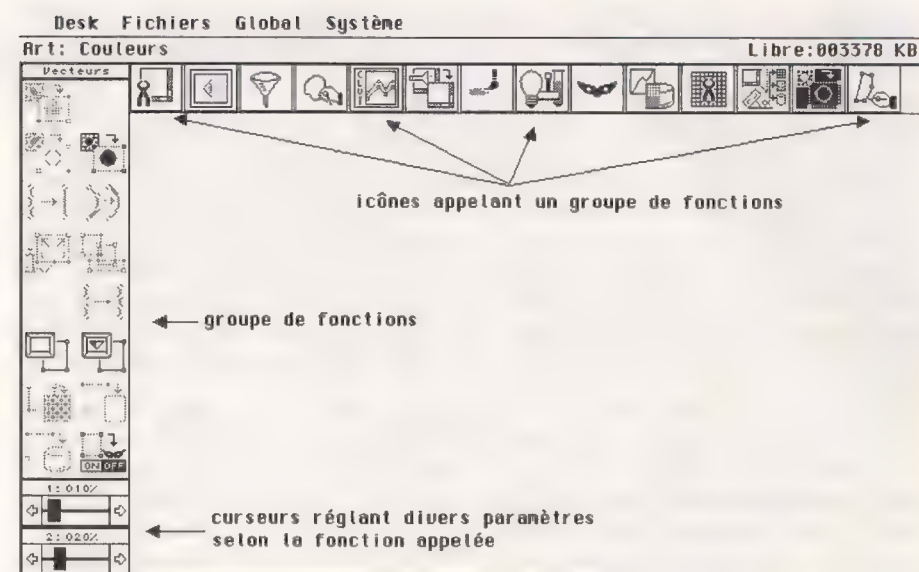 Desk Fichiers Global Système
Art: Couleurs Libre:003378 KB
Vecteurs
CLUT
icônes appelant un groupe de fonctions
groupe de fonctions
ON OFF
1:010%
curseurs réglant divers paramètres
selon la fonction appelée
2:020%